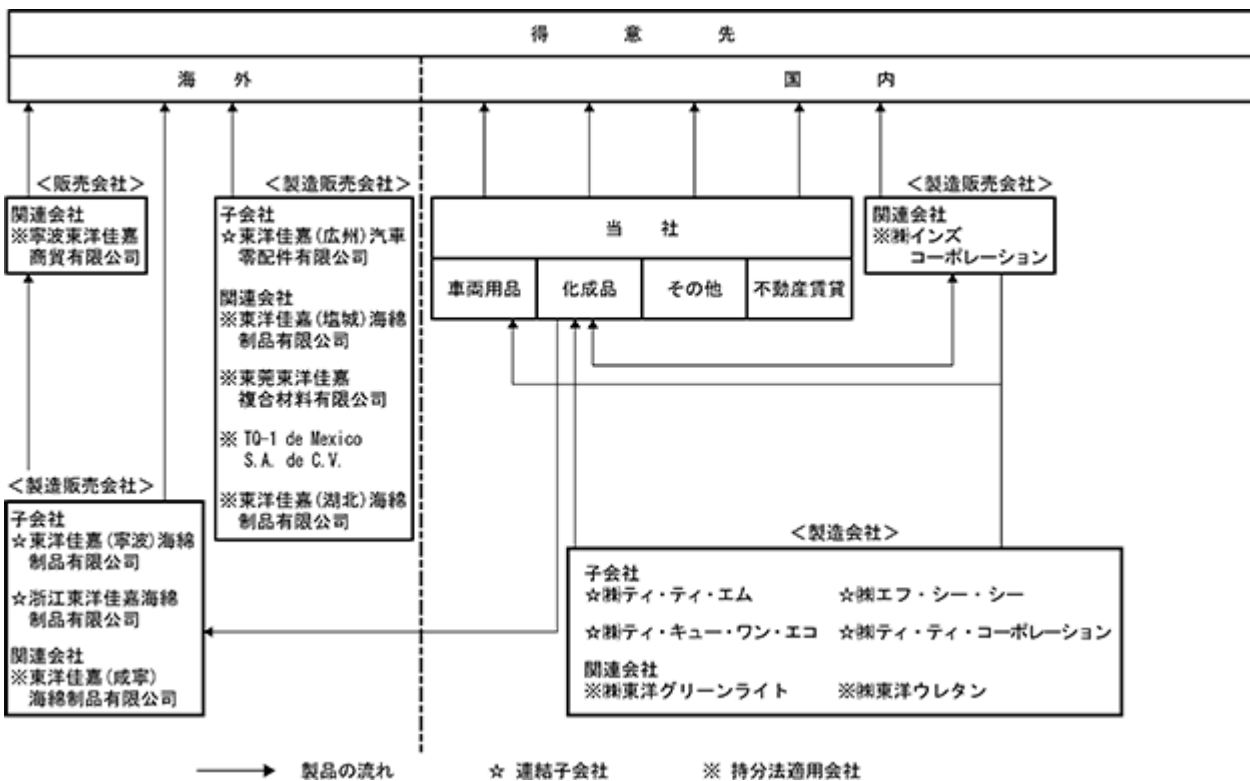 得意先
海外
国内
＜販売会社＞
関連会社
※寧波東洋佳嘉
商貿有限公司
＜製造販売会社＞
子会社
☆東洋佳嘉(広州)汽車
零配件有限公司
関連会社
※東洋佳嘉(塩城)海綿
制品有限公司
※東莞東洋佳嘉
複合材料有限公司
※ TQ-1 de Mexico
S.A. de C.V.
※東洋佳嘉(湖北)海綿
制品有限公司
当社
車両用品
化成品
その他
不動産賃貸
＜製造販売会社＞
関連会社
※㈱インズ
コーポレーション
＜製造販売会社＞
子会社
☆東洋佳嘉(寧波)海綿
制品有限公司
☆浙江東洋佳嘉海綿
制品有限公司
関連会社
※東洋佳嘉(咸寧)
海綿制品有限公司
＜製造会社＞
子会社
☆㈱ティ・ティ・エム
☆㈱エフ・シー・シー
☆㈱ティ・キュー・ワン・エコ
☆㈱ティ・ティ・コーポレーション
関連会社
※㈱東洋グリーンライト
※㈱東洋ウレタン
製品の流れ
☆ 連結子会社
※ 持分法適用会社